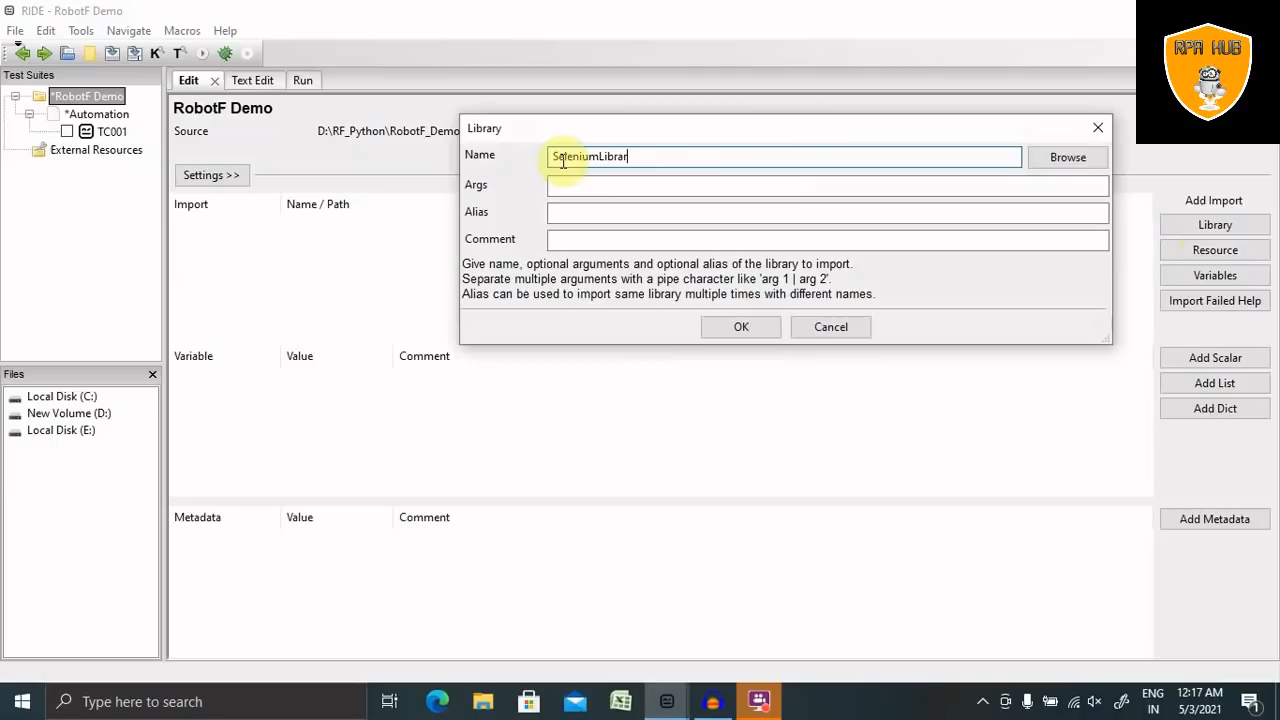 RIDE - RobotF Demo
File Edit Tools Navigate Macros Help
K T
RPA HUB
Test Suites
*RobotF Demo
*Automation
TC001
External Resources
Edit Text Edit Run
RobotF Demo
Source D:\RF_Python\RobotF_Demo
Settings >>
Import Name / Path
Library
Name SeleniumLibrar Browse
Args
Alias
Comment
Give name, optional arguments and optional alias of the library to import.
Separate multiple arguments with a pipe character like 'arg 1 | arg 2'.
Alias can be used to import same library multiple times with different names.
OK Cancel
Add Import
Library
Resource
Variables
Import Failed Help
Variable Value Comment
Add Scalar
Add List
Add Dict
Files
Local Disk (C:)
New Volume (D:)
Local Disk (E:)
Metadata Value Comment
Add Metadata
Type here to search
ENG
IN
12:17 AM
5/3/2021
1